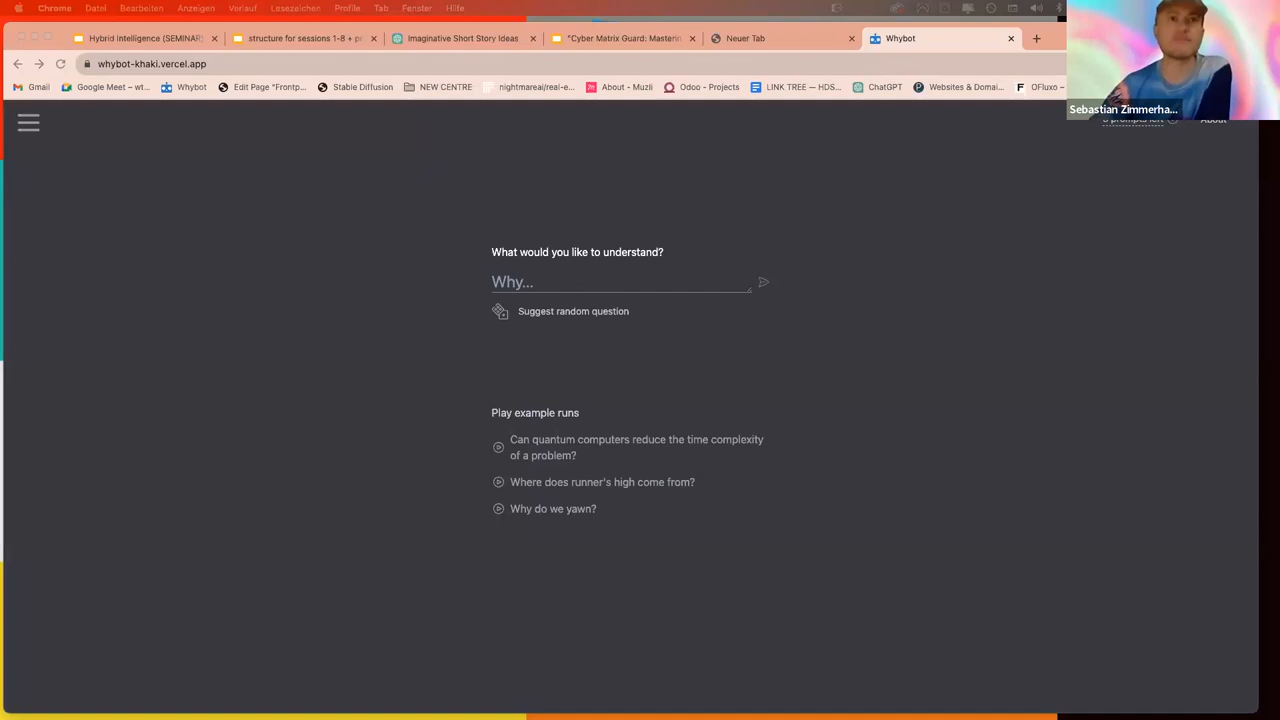 Chrome Datei Bearbeiten Anzeigen Vorlauf Lesezeichen Profile Tab Fenster Hilfe
Hybrid Intelligence (SEMINAR) structure for sessions 1-8 + pr Imaginative Short Story Ideas "Cyber Matrix Guard: Masterin Neuer Tab Whybot
whybot-khaki.vercel.app
Gmail Google Meet – wt... Whybot Edit Page "Frontp... Stable Diffusion NEW CENTRE nightmareai/real-e... About - Muzli Odoo - Projects LINK TREE — HDS... ChatGPT Websites & Domai... OFluxo –
Sebastian Zimmerha...
prompts left About
What would you like to understand?
Why...
Suggest random question
Play example runs
Can quantum computers reduce the time complexity
of a problem?
Where does runner's high come from?
Why do we yawn?